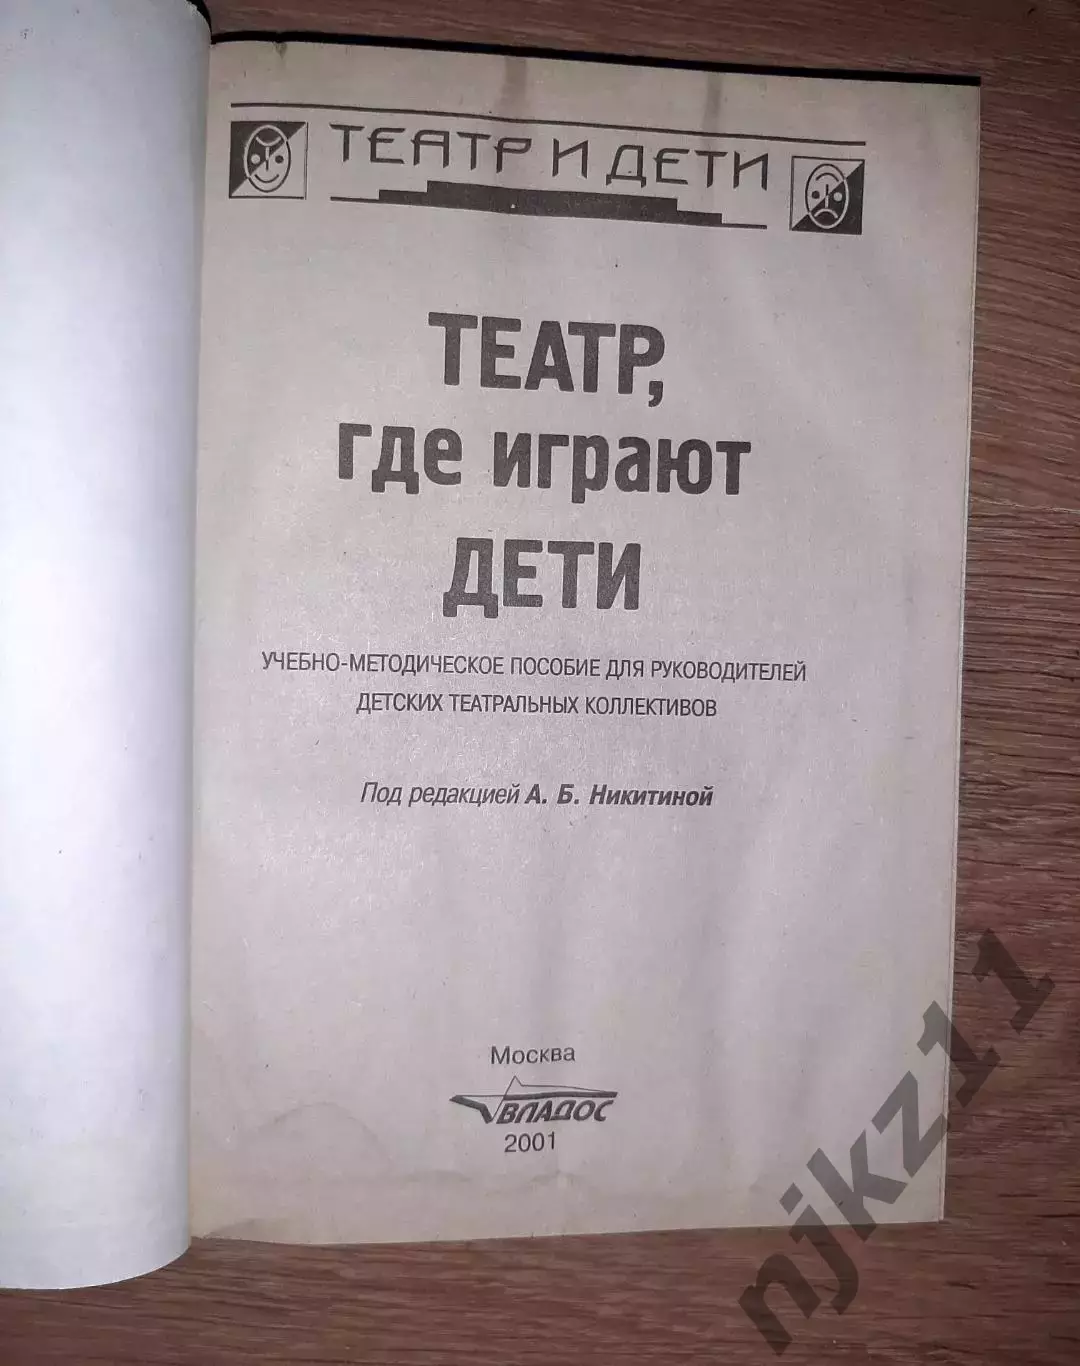 ТЕАТР И ДЕТИ
ТЕАТР,
где играют
ДЕТИ
УЧЕБНО-МЕТОДИЧЕСКОЕ ПОСОБИЕ ДЛЯ РУКОВОДИТЕЛЕЙ
ДЕТСКИХ ТЕАТРАЛЬНЫХ КОЛЛЕКТИВОВ
Под редакцией А. Б. Никитиной
Москва
ВЛАДОС
2001
njkz11